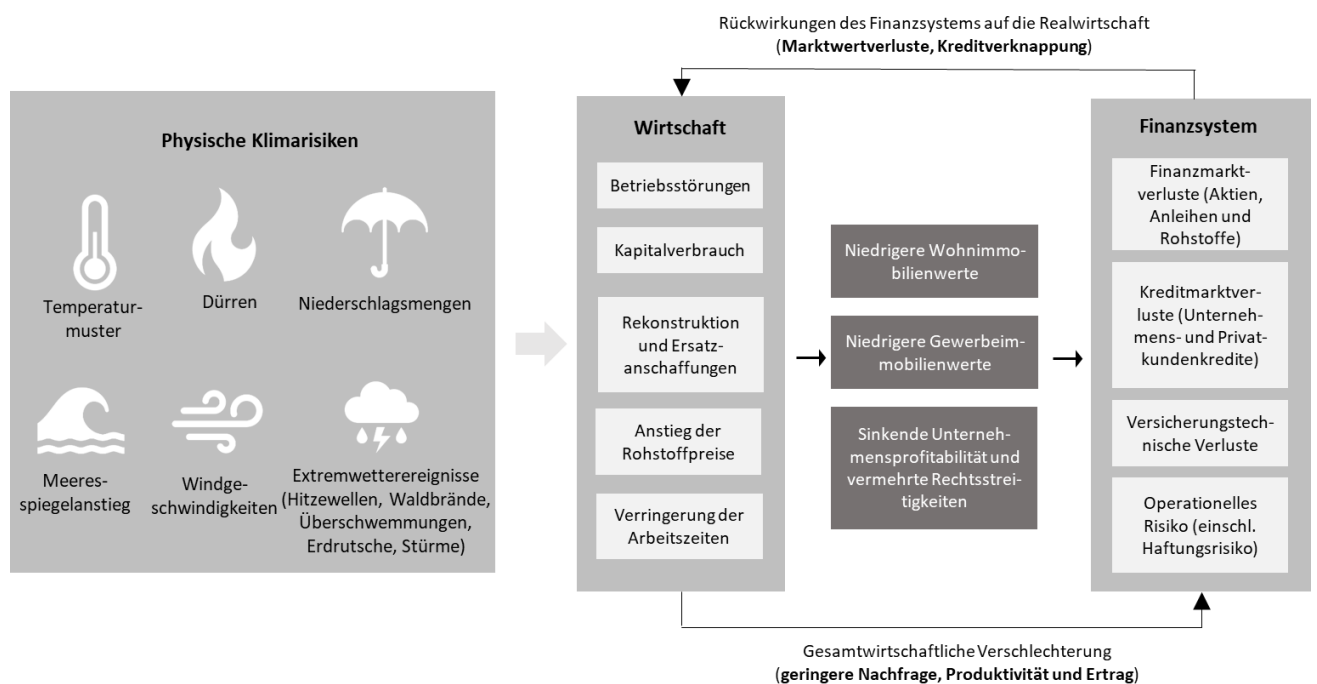 Rückwirkungen des Finanzsystems auf die Realwirtschaft
(Marktwertverluste, Kreditverknappung)
Physische Klimarisiken
Temperatur-
muster
Dürren
Niederschlagsmengen
Meeres-
spiegelanstieg
Windge-
schwindigkeiten
Extremwetterereignisse
(Hitzewellen, Waldbrände,
Überschwemmungen,
Erdrutsche, Stürme)
Wirtschaft
Betriebsstörungen
Kapitalverbrauch
Rekonstruktion
und Ersatz-
anschaffungen
Anstieg der
Rohstoffpreise
Verringerung der
Arbeitszeiten
Niedrigere Wohnimmo-
bilienwerte
Niedrigere Gewerbeim-
mobilienwerte
Sinkende Unterneh-
mensprofitabilität und
vermehrte Rechtsstrei-
tigkeiten
Finanzsystem
Finanzmarkt-
verluste (Aktien,
Anleihen und
Rohstoffe)
Kreditmarktver-
luste (Unterneh-
mens- und Privat-
kundenkredite)
Versicherungstech-
nische Verluste
Operationelles
Risiko (einschl.
Haftungsrisiko)
Gesamtwirtschaftliche Verschlechterung
(geringere Nachfrage, Produktivität und Ertrag)